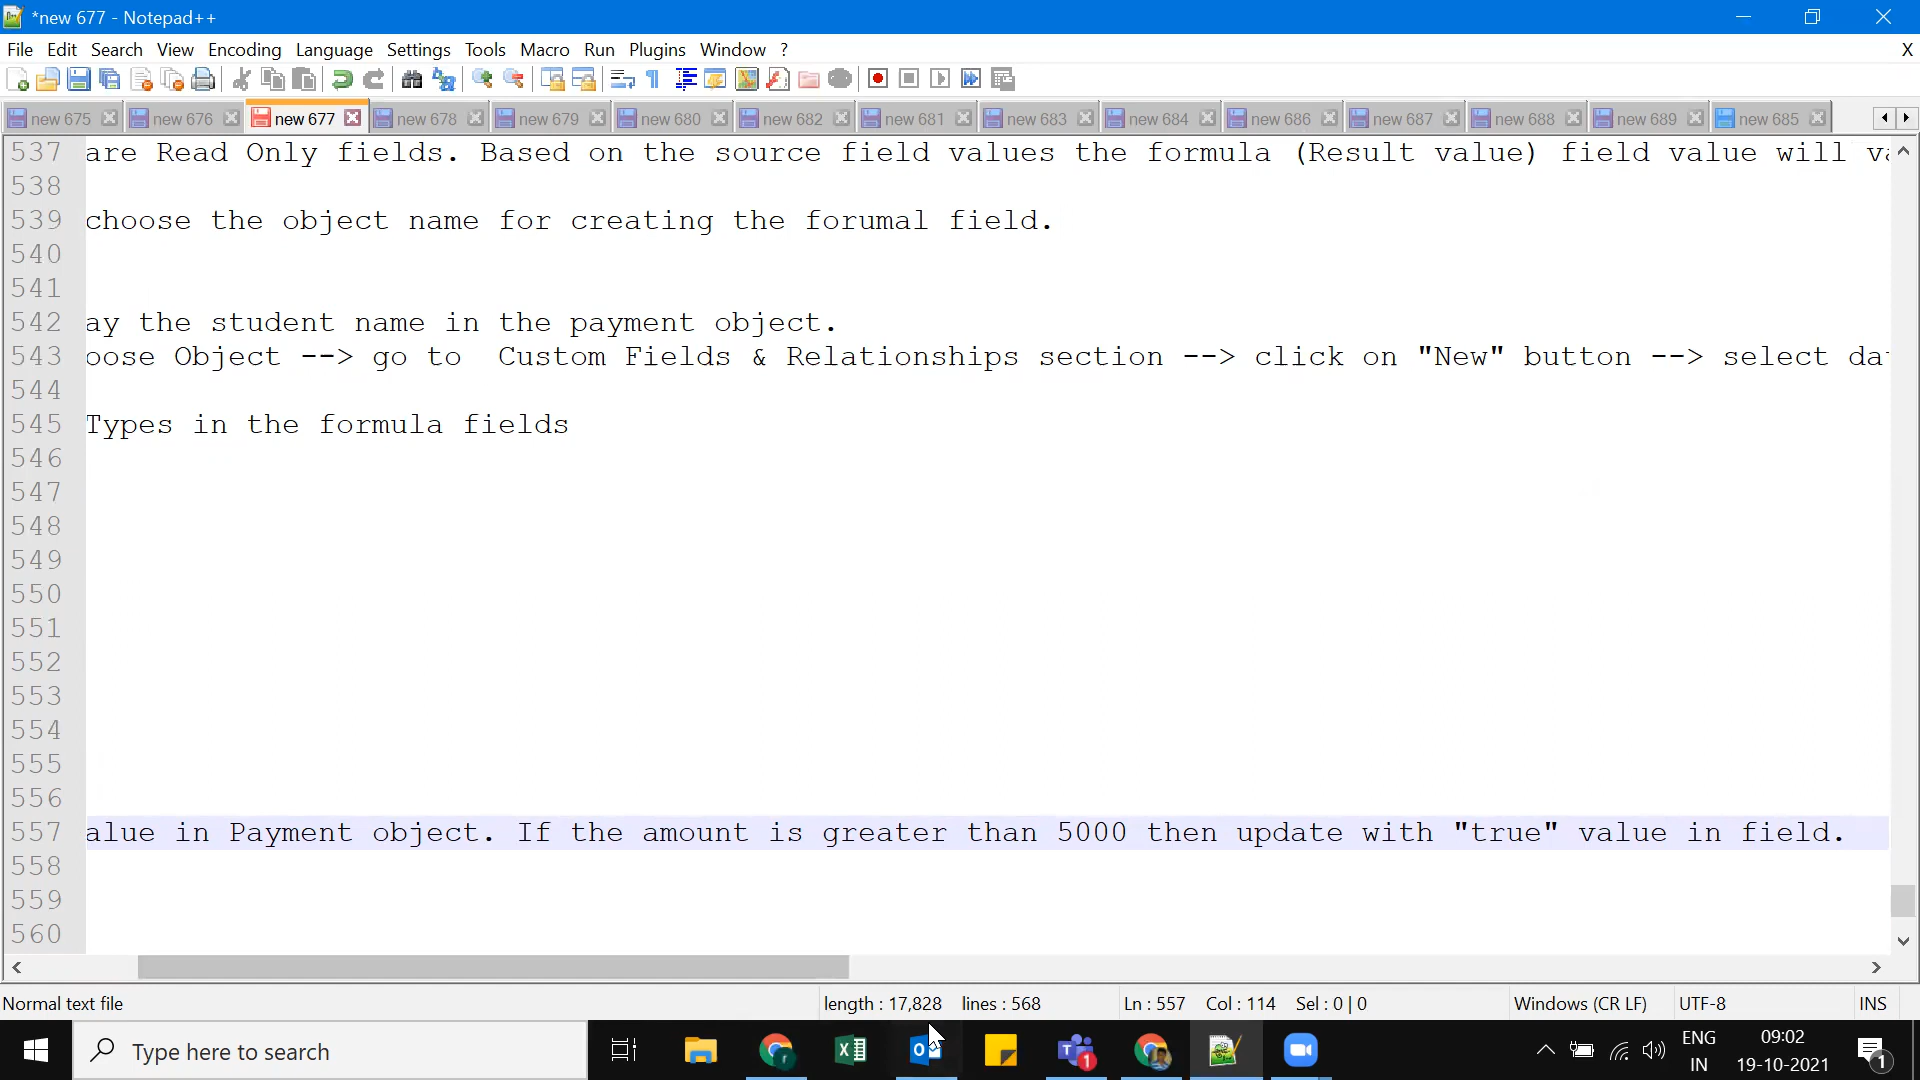 *new 677 - Notepad++
File Edit Search View Encoding Language Settings Tools Macro Run Plugins Window ? X
new 675 new 676 new 677 new 678 new 679 new 680 new 682 new 681 new 683 new 684 new 686 new 687 new 688 new 689 new 685
537 are Read Only fields. Based on the source field values the formula (Result value) field value will
538
539 choose the object name for creating the forumal field.
540
541
542 ay the student name in the payment object.
543 oose Object --> go to Custom Fields & Relationships section --> click on "New" button --> select
544
545 Types in the formula fields
546
547
548
549
550
551
552
553
554
555
556
557 alue in Payment object. If the amount is greater than 5000 then update with "true" value in field.
558
559
560
Normal text file length : 17,828 lines : 568 Ln : 557 Col : 114 Sel : 0 | 0 Windows (CR LF) UTF-8 INS
Type here to search
ENG 09:02
IN 19-10-2021
1
1